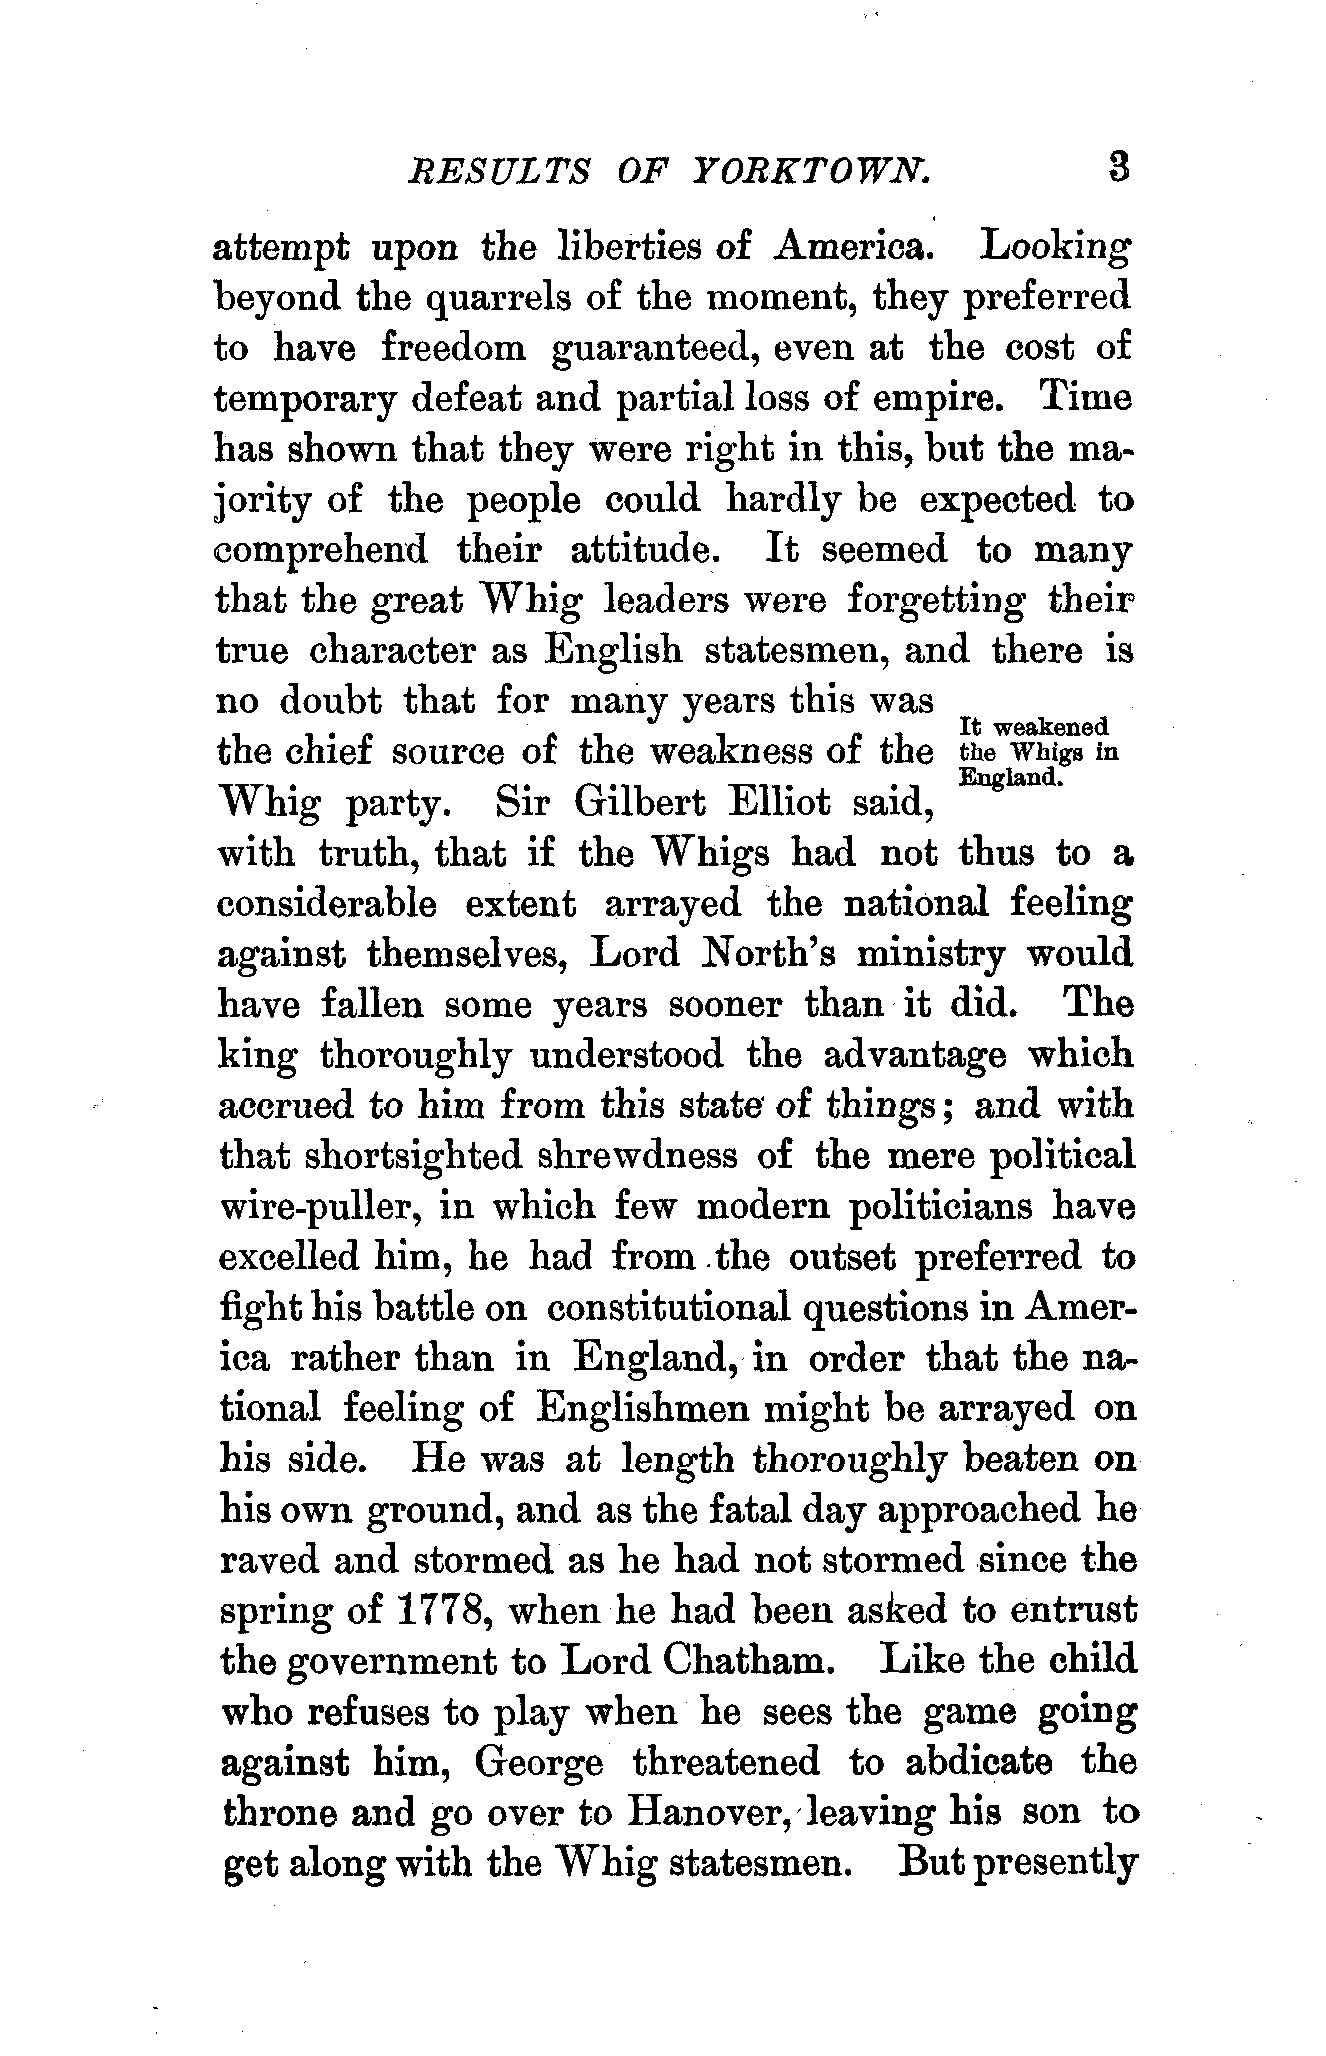 RESULTS OF YORKTOWN. 3
attempt upon the liberties of America. Looking
beyond the quarrels of the moment, they preferred
to have freedom guaranteed, even at the cost of
temporary defeat and partial loss of empire. Time
has shown that they were right in this, but the ma-
jority of the people could hardly be expected to
comprehend their attitude. It seemed to many
that the great Whig leaders were forgetting their
true character as English statesmen, and there is
no doubt that for many years this was
the chief source of the weakness of the
Whig party. Sir Gilbert Elliot said,
It weakened
the Whigs in
England.
with truth, that if the Whigs had not thus to a
considerable extent arrayed the national feeling
against themselves, Lord North's ministry would
have fallen some years sooner than it did. The
king thoroughly understood the advantage which
accrued to him from this state of things; and with
that shortsighted shrewdness of the mere political
wire-puller, in which few modern politicians have
excelled him, he had from the outset preferred to
fight his battle on constitutional questions in Amer-
ica rather than in England, in order that the na-
tional feeling of Englishmen might be arrayed on
his side. He was at length thoroughly beaten on
his own ground, and as the fatal day approached he
raved and stormed as he had not stormed since the
spring of 1778, when he had been asked to entrust
the government to Lord Chatham. Like the child
who refuses to play when he sees the game going
against him, George threatened to abdicate the
throne and go over to Hanover, leaving his son to
get along with the Whig statesmen. But presently